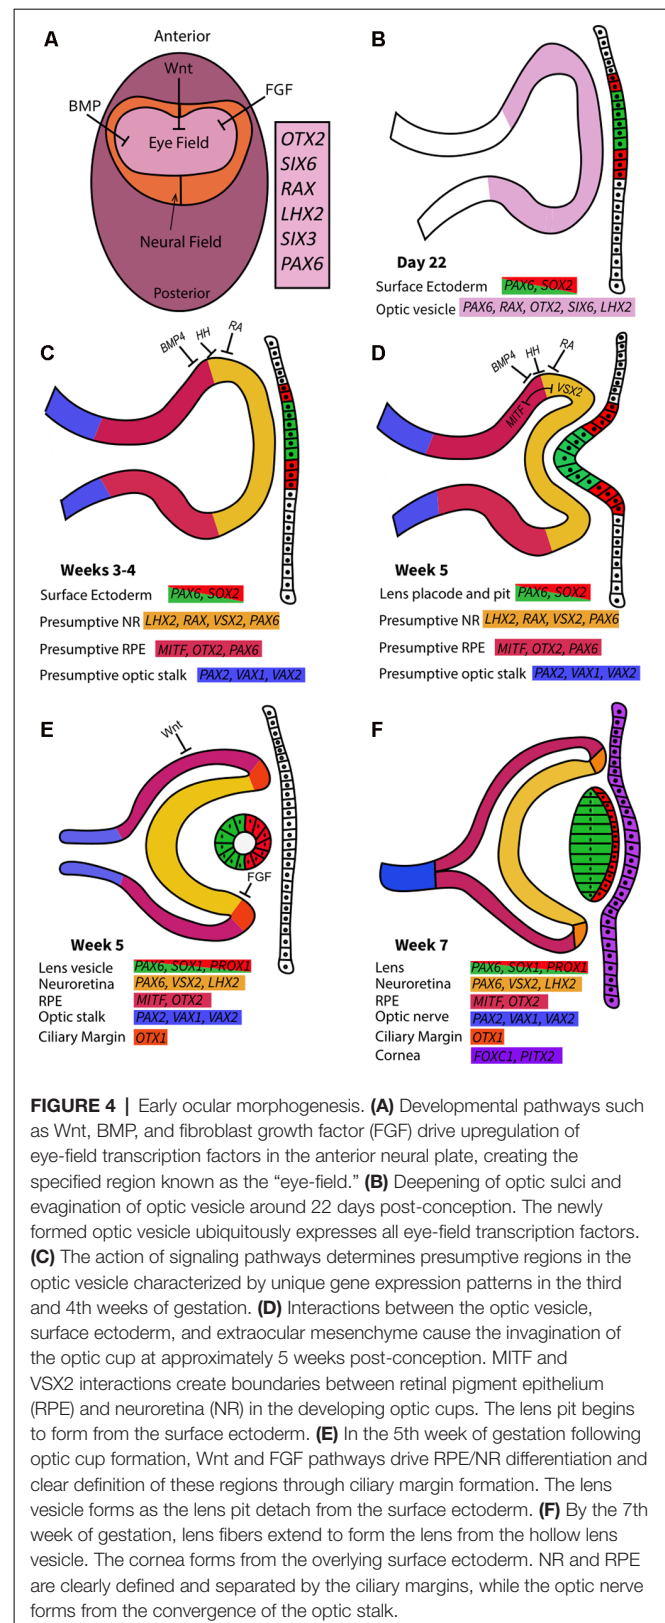 A
Anterior
Wnt
FGF
BMP
Eye Field
Neural Field
Posterior
OTX2
SIX6
RAX
LHX2
SIX3
PAX6
B
Day 22
Surface Ectoderm PAX6, SOX2
Optic vesicle PAX6, RAX, OTX2, SIX6, LHX2
C
BMP4 HH RA
Weeks 3-4
Surface Ectoderm PAX6, SOX2
Presumptive NR LHX2, RAX, VSX2, PAX6
Presumptive RPE MITF, OTX2, PAX6
Presumptive optic stalk PAX2, VAX1, VAX2
D
BMP4 HH RA
MITF VSX2
Week 5
Lens placode and pit PAX6, SOX2
Presumptive NR LHX2, RAX, VSX2, PAX6
Presumptive RPE MITF, OTX2, PAX6
Presumptive optic stalk PAX2, VAX1, VAX2
E
Wnt
FGF
Week 5
Lens vesicle PAX6, SOX1, PROX1
Neuroretina PAX6, VSX2, LHX2
RPE MITF, OTX2
Optic stalk PAX2, VAX1, VAX2
Ciliary Margin OTX1
F
Week 7
Lens PAX6, SOX1, PROX1
Neuroretina PAX6, VSX2, LHX2
RPE MITF, OTX2
Optic nerve PAX2, VAX1, VAX2
Ciliary Margin OTX1
Cornea FOXC1, PITX2
FIGURE 4 | Early ocular morphogenesis. (A) Developmental pathways such
as Wnt, BMP, and fibroblast growth factor (FGF) drive upregulation of
eye-field transcription factors in the anterior neural plate, creating the
specified region known as the “eye-field.” (B) Deepening of optic sulci and
evagination of optic vesicle around 22 days post-conception. The newly
formed optic vesicle ubiquitously expresses all eye-field transcription factors.
(C) The action of signaling pathways determines presumptive regions in the
optic vesicle characterized by unique gene expression patterns in the third
and 4th weeks of gestation. (D) Interactions between the optic vesicle,
surface ectoderm, and extraocular mesenchyme cause the invagination of
the optic cup at approximately 5 weeks post-conception. MITF and
VSX2 interactions create boundaries between retinal pigment epithelium
(RPE) and neuroretina (NR) in the developing optic cups. The lens pit begins
to form from the surface ectoderm. (E) In the 5th week of gestation following
optic cup formation, Wnt and FGF pathways drive RPE/NR differentiation and
clear definition of these regions through ciliary margin formation. The lens
vesicle forms as the lens pit detach from the surface ectoderm. (F) By the 7th
week of gestation, lens fibers extend to form the lens from the hollow lens
vesicle. The cornea forms from the overlying surface ectoderm. NR and RPE
are clearly defined and separated by the ciliary margins, while the optic nerve
forms from the convergence of the optic stalk.